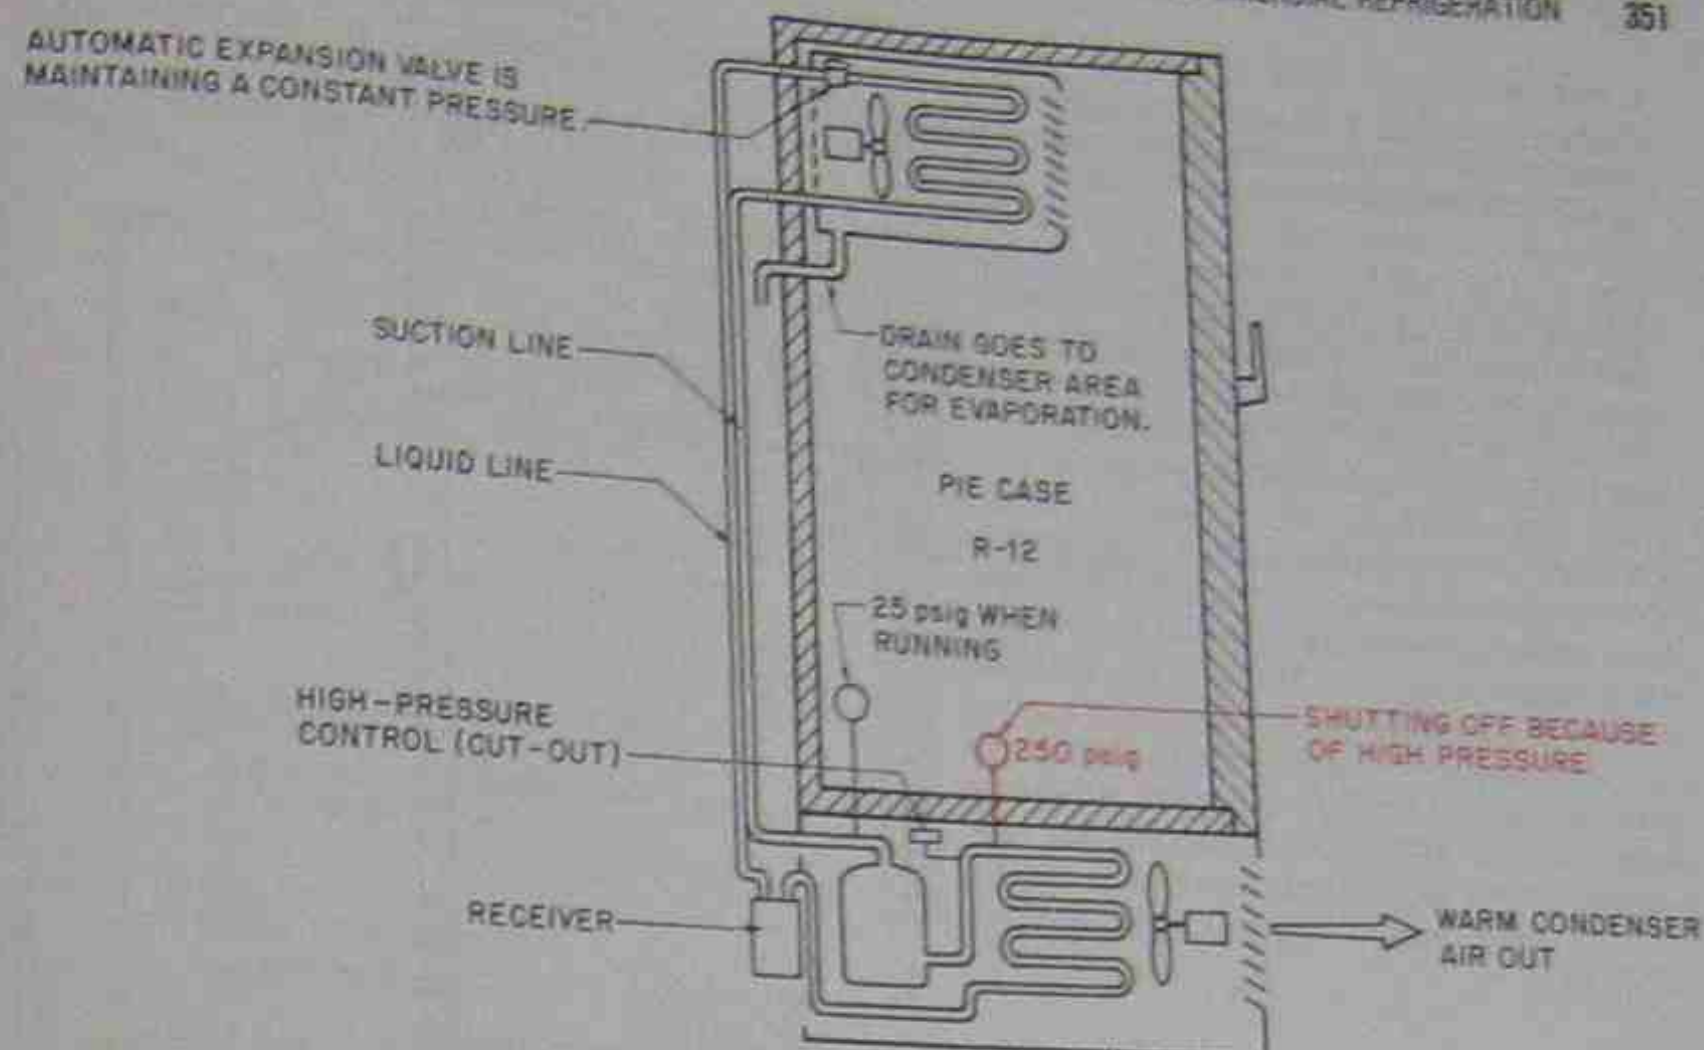 REFRIGERATION 351
AUTOMATIC EXPANSION VALVE IS
MAINTAINING A CONSTANT PRESSURE.
SUCTION LINE
DRAIN GOES TO
CONDENSER AREA
FOR EVAPORATION.
LIQUID LINE
PIE CASE
R-12
25 psig WHEN
RUNNING
HIGH-PRESSURE
CONTROL (CUT-OUT)
SHUTTING OFF BECAUSE
OF HIGH PRESSURE
250 psig
RECEIVER
WARM CONDENSER
AIR OUT